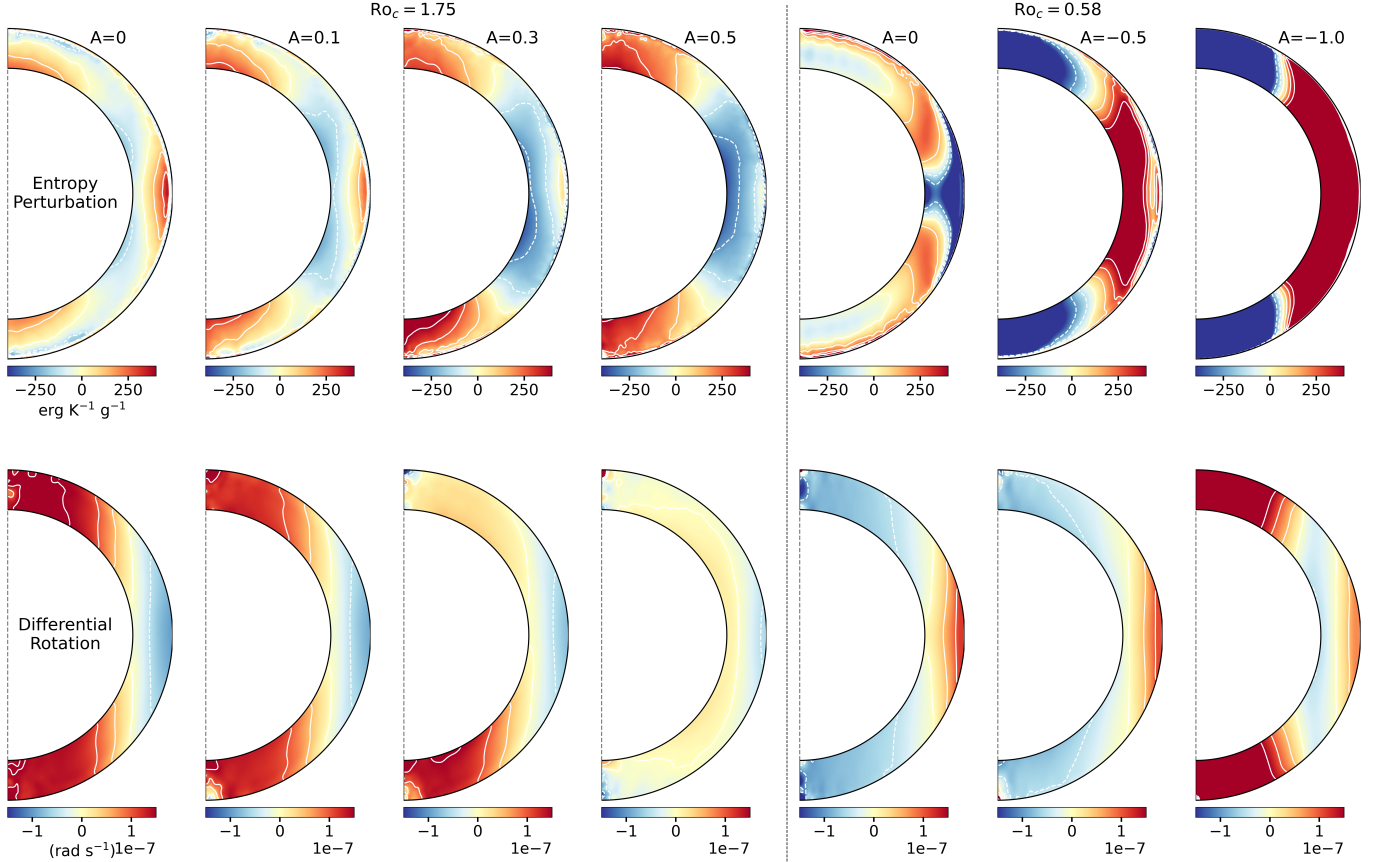 Ro_c = 1.75
Ro_c = 0.58
A=0
A=0.1
A=0.3
A=0.5
A=0
A=−0.5
A=−1.0
Entropy
Perturbation
−250 0 250
−250 0 250
−250 0 250
−250 0 250
−250 0 250
−250 0 250
−250 0 250
erg K⁻¹ g⁻¹
Differential
Rotation
−1 0 1
−1 0 1
−1 0 1
−1 0 1
−1 0 1
−1 0 1
−1 0 1
(rad s⁻¹) 1e−7
1e−7
1e−7
1e−7
1e−7
1e−7
1e−7